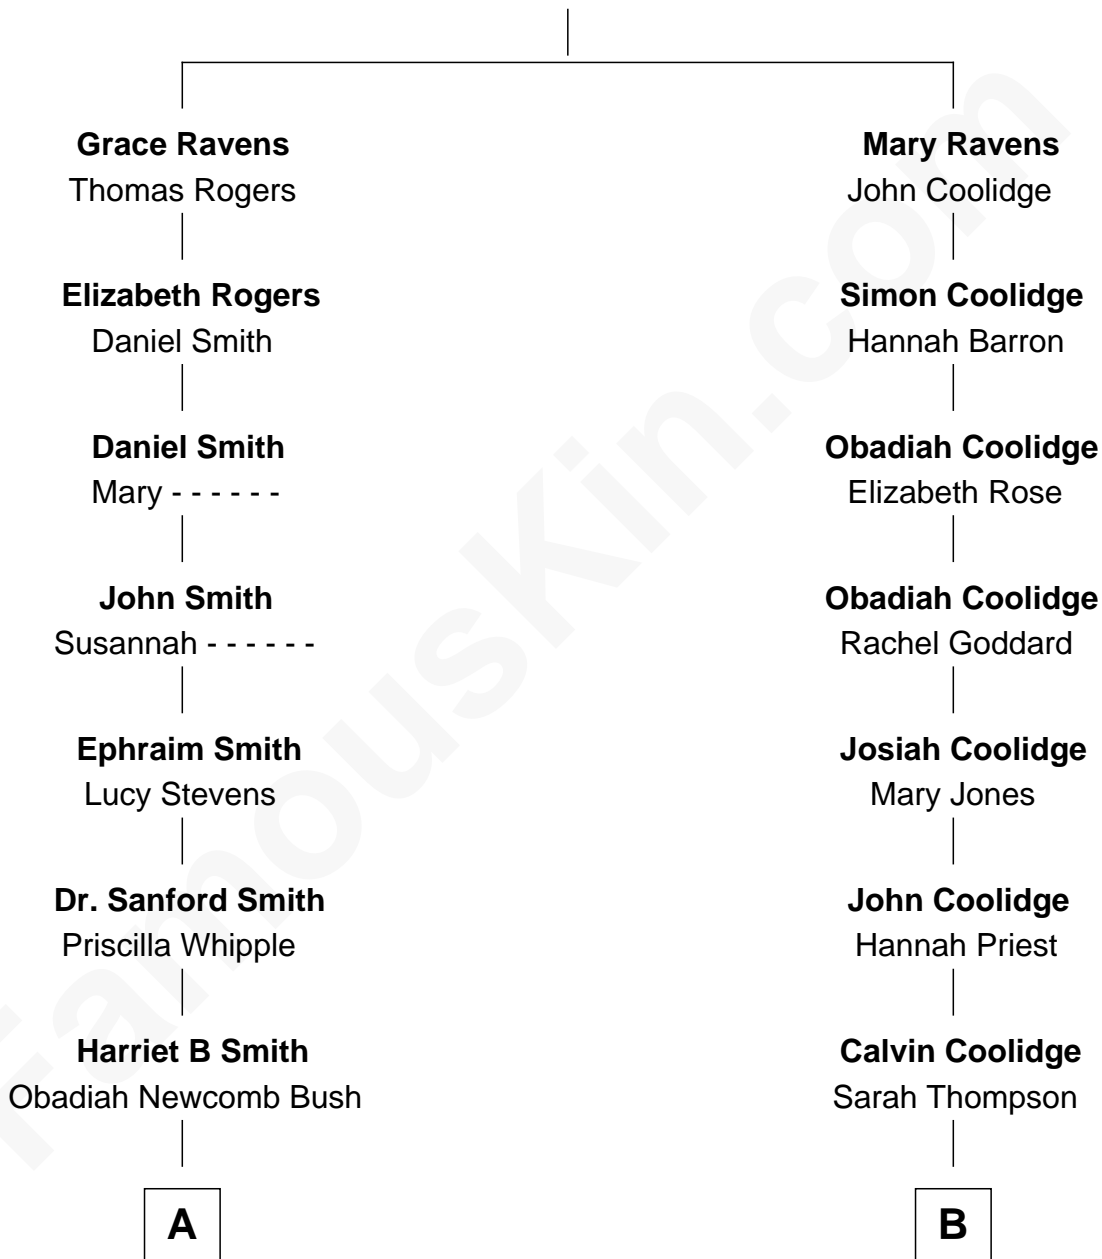 Grace Ravens
Thomas Rogers
Mary Ravens
John Coolidge
Elizabeth Rogers
Daniel Smith
Simon Coolidge
Hannah Barron
Daniel Smith
Mary - - - - - -
Obadiah Coolidge
Elizabeth Rose
John Smith
Susannah - - - - - -
Obadiah Coolidge
Rachel Goddard
Ephraim Smith
Lucy Stevens
Josiah Coolidge
Mary Jones
Dr. Sanford Smith
Priscilla Whipple
John Coolidge
Hannah Priest
Harriet B Smith
Obadiah Newcomb Bush
Calvin Coolidge
Sarah Thompson
A
B
FamousKin.com